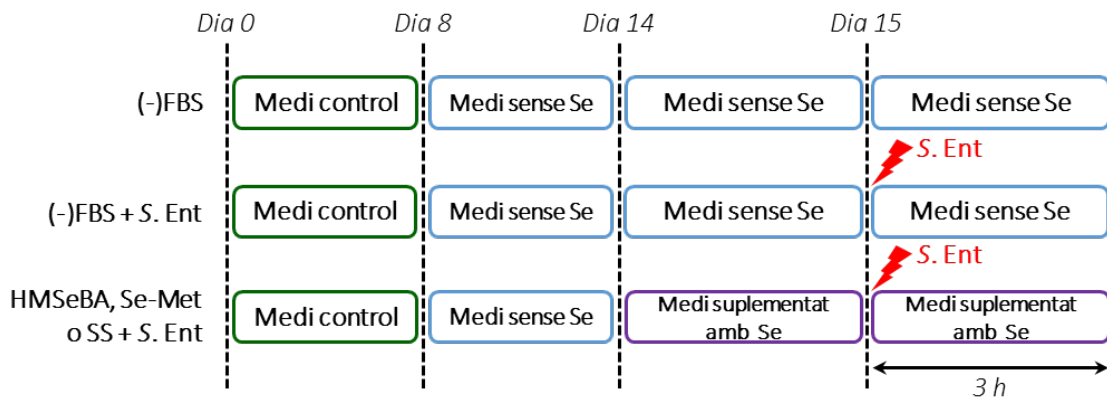 Dia 0 Dia 8 Dia 14 Dia 15
(-)FBS Medi control Medi sense Se Medi sense Se Medi sense Se
S. Ent
(-)FBS + S. Ent Medi control Medi sense Se Medi sense Se Medi sense Se
S. Ent
HMSeBA, Se-Met
o SS + S. Ent
Medi control Medi sense Se
Medi suplementat
amb Se
Medi suplementat
amb Se
3 h